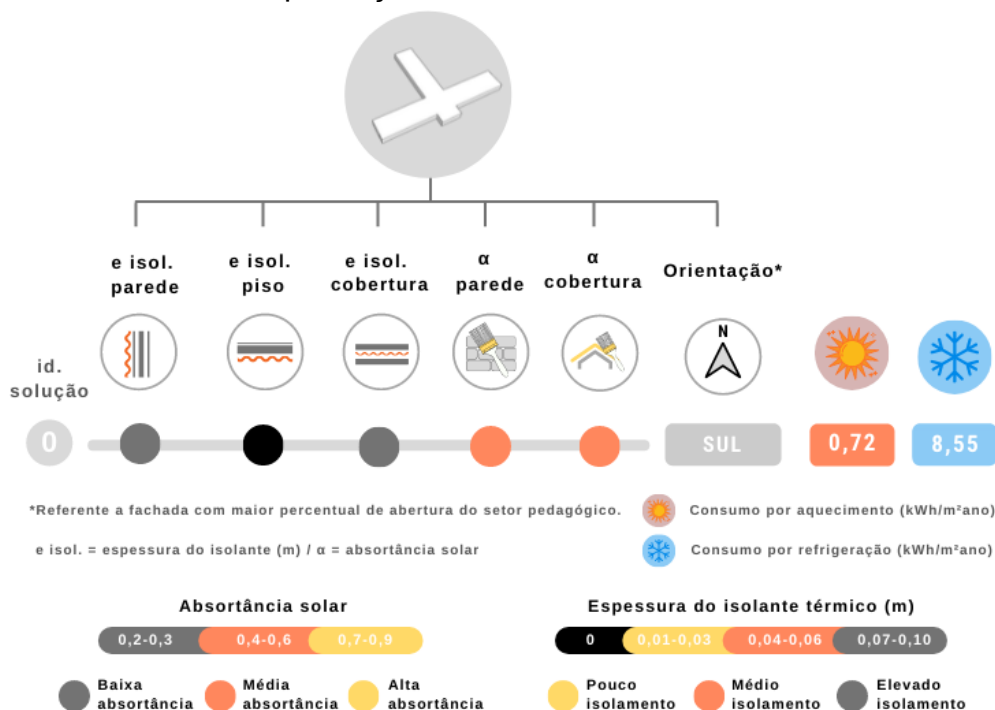 e isol.
parede
e isol.
piso
e isol.
cobertura
α
parede
α
cobertura
Orientação*
N
id.
solução
0
SUL
0,72
8,55
*Referente a fachada com maior percentual de abertura do setor pedagógico.
Consumo por aquecimento (kWh/m²ano)
e isol. = espessura do isolante (m) / α = absortância solar
Consumo por refrigeração (kWh/m²ano)
Absortância solar
0,2-0,3
0,4-0,6
0,7-0,9
Baixa
absortância
Média
absortância
Alta
absortância
Espessura do isolante térmico (m)
0
0,01-0,03
0,04-0,06
0,07-0,10
Pouco
isolamento
Médio
isolamento
Elevado
isolamento